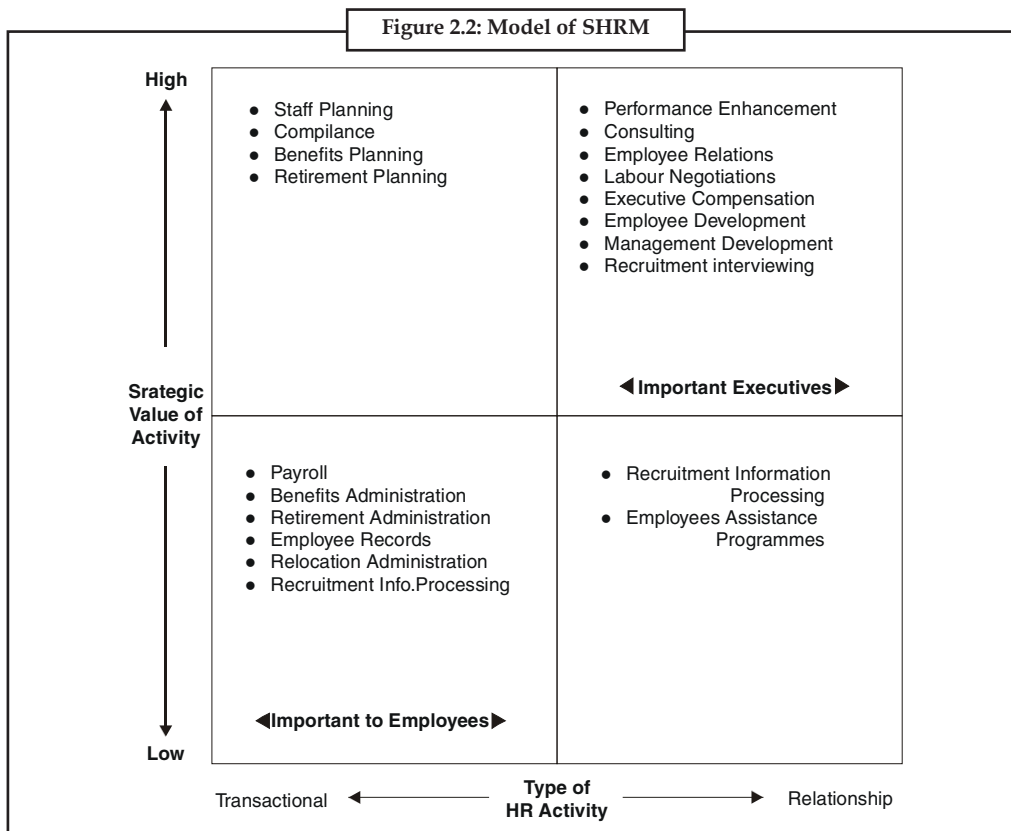 Figure 2.2: Model of SHRM
High
● Staff Planning
● Compilance
● Benefits Planning
● Retirement Planning
● Performance Enhancement
● Consulting
● Employee Relations
● Labour Negotiations
● Executive Compensation
● Employee Development
● Management Development
● Recruitment interviewing
Important Executives
Srategic
Value of
Activity
● Payroll
● Benefits Administration
● Retirement Administration
● Employee Records
● Relocation Administration
● Recruitment Info.Processing
Important to Employees
● Recruitment Information
Processing
● Employees Assistance
Programmes
Low
Transactional
Type of
HR Activity
Relationship